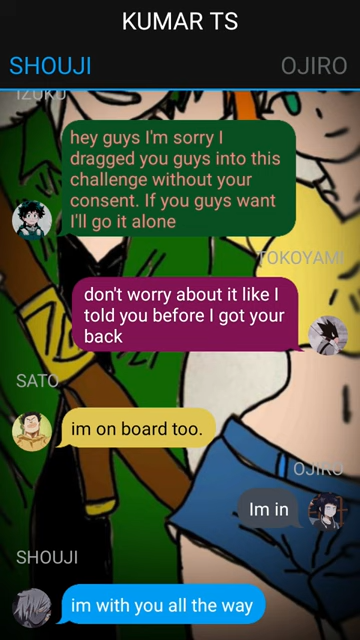 KUMAR TS
SHOUJI
OJIRO
IZUKU
hey guys I'm sorry I
dragged you guys into this
challenge without your
consent. If you guys want
I'll go it alone
TOKOYAMI
don't worry about it like I
told you before I got your
back
SATO
im on board too.
OJIRO
Im in
SHOUJI
im with you all the way